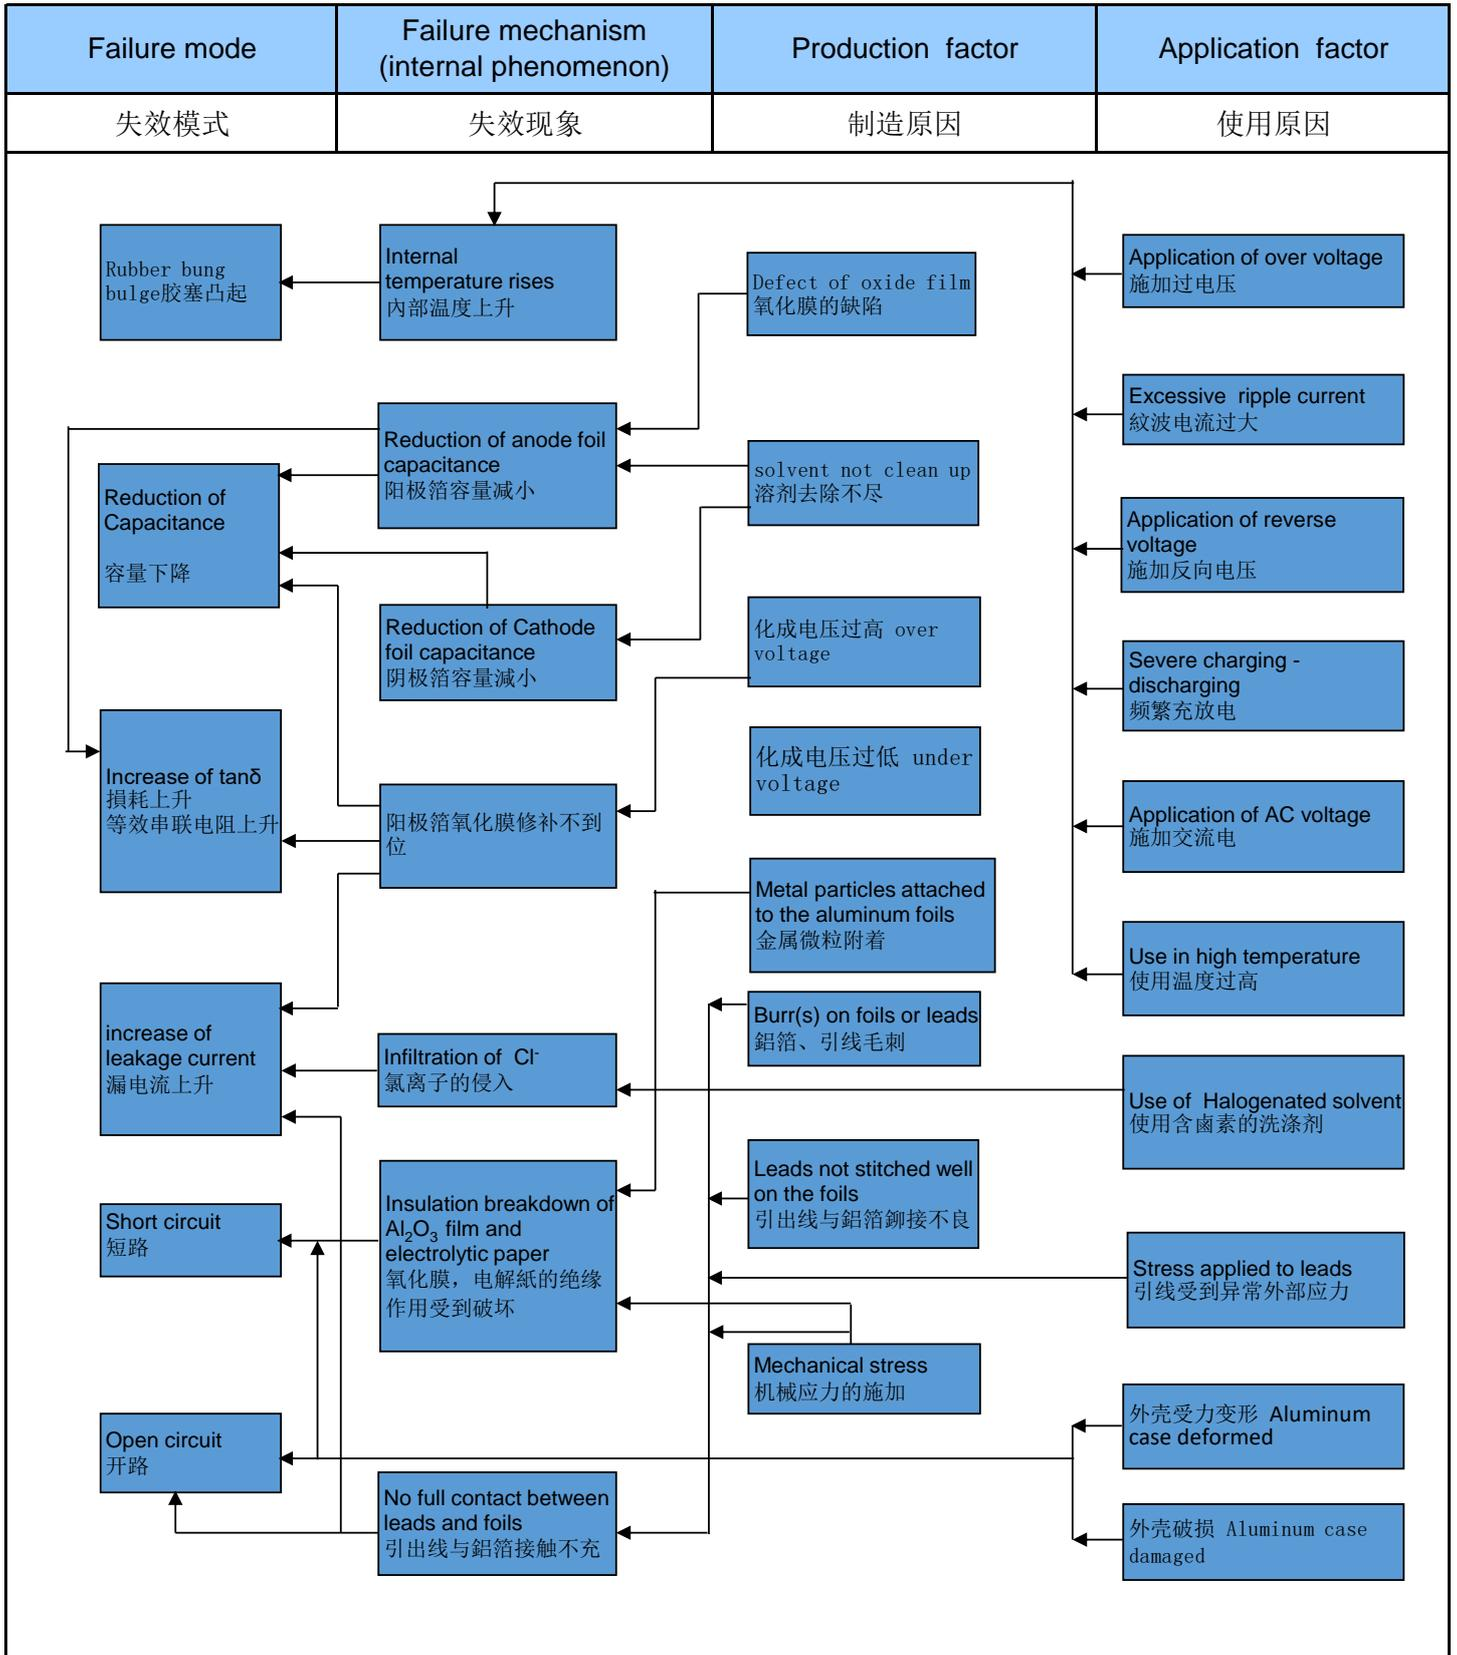 Failure mode
Failure mechanism
(internal phenomenon)
Production factor
Application factor
失效模式
失效现象
制造原因
使用原因
Rubber bung
bulge胶塞凸起
Internal
temperature rises
內部温度上升
Defect of oxide film
氧化膜的缺陷
Application of over voltage
施加过电压
Excessive ripple current
紋波电流过大
Reduction of anode foil
capacitance
阳极箔容量减小
solvent not clean up
溶剂去除不尽
Reduction of
Capacitance
容量下降
Application of reverse
voltage
施加反向电压
Reduction of Cathode
foil capacitance
阴极箔容量減小
化成电压过高 over
voltage
Severe charging -
discharging
频繁充放电
Increase of tanδ
損耗上升
等效串联电阻上升
化成电压过低 under
voltage
阳极箔氧化膜修补不到
位
Application of AC voltage
施加交流电
Metal particles attached
to the aluminum foils
金属微粒附着
Use in high temperature
使用温度过高
increase of
leakage current
漏电流上升
Infiltration of Cl⁻
氯离子的侵入
Burr(s) on foils or leads
鋁箔、引线毛刺
Use of Halogenated solvent
使用含鹵素的洗涤剂
Leads not stitched well
on the foils
引出线与鋁箔鉚接不良
Short circuit
短路
Insulation breakdown of
Al₂O₃ film and
electrolytic paper
氧化膜，电解紙的绝缘
作用受到破坏
Stress applied to leads
引线受到异常外部应力
Mechanical stress
机械应力的施加
Open circuit
开路
外壳受力变形 Aluminum
case deformed
No full contact between
leads and foils
引出线与鋁箔接触不充
外壳破损 Aluminum case
damaged